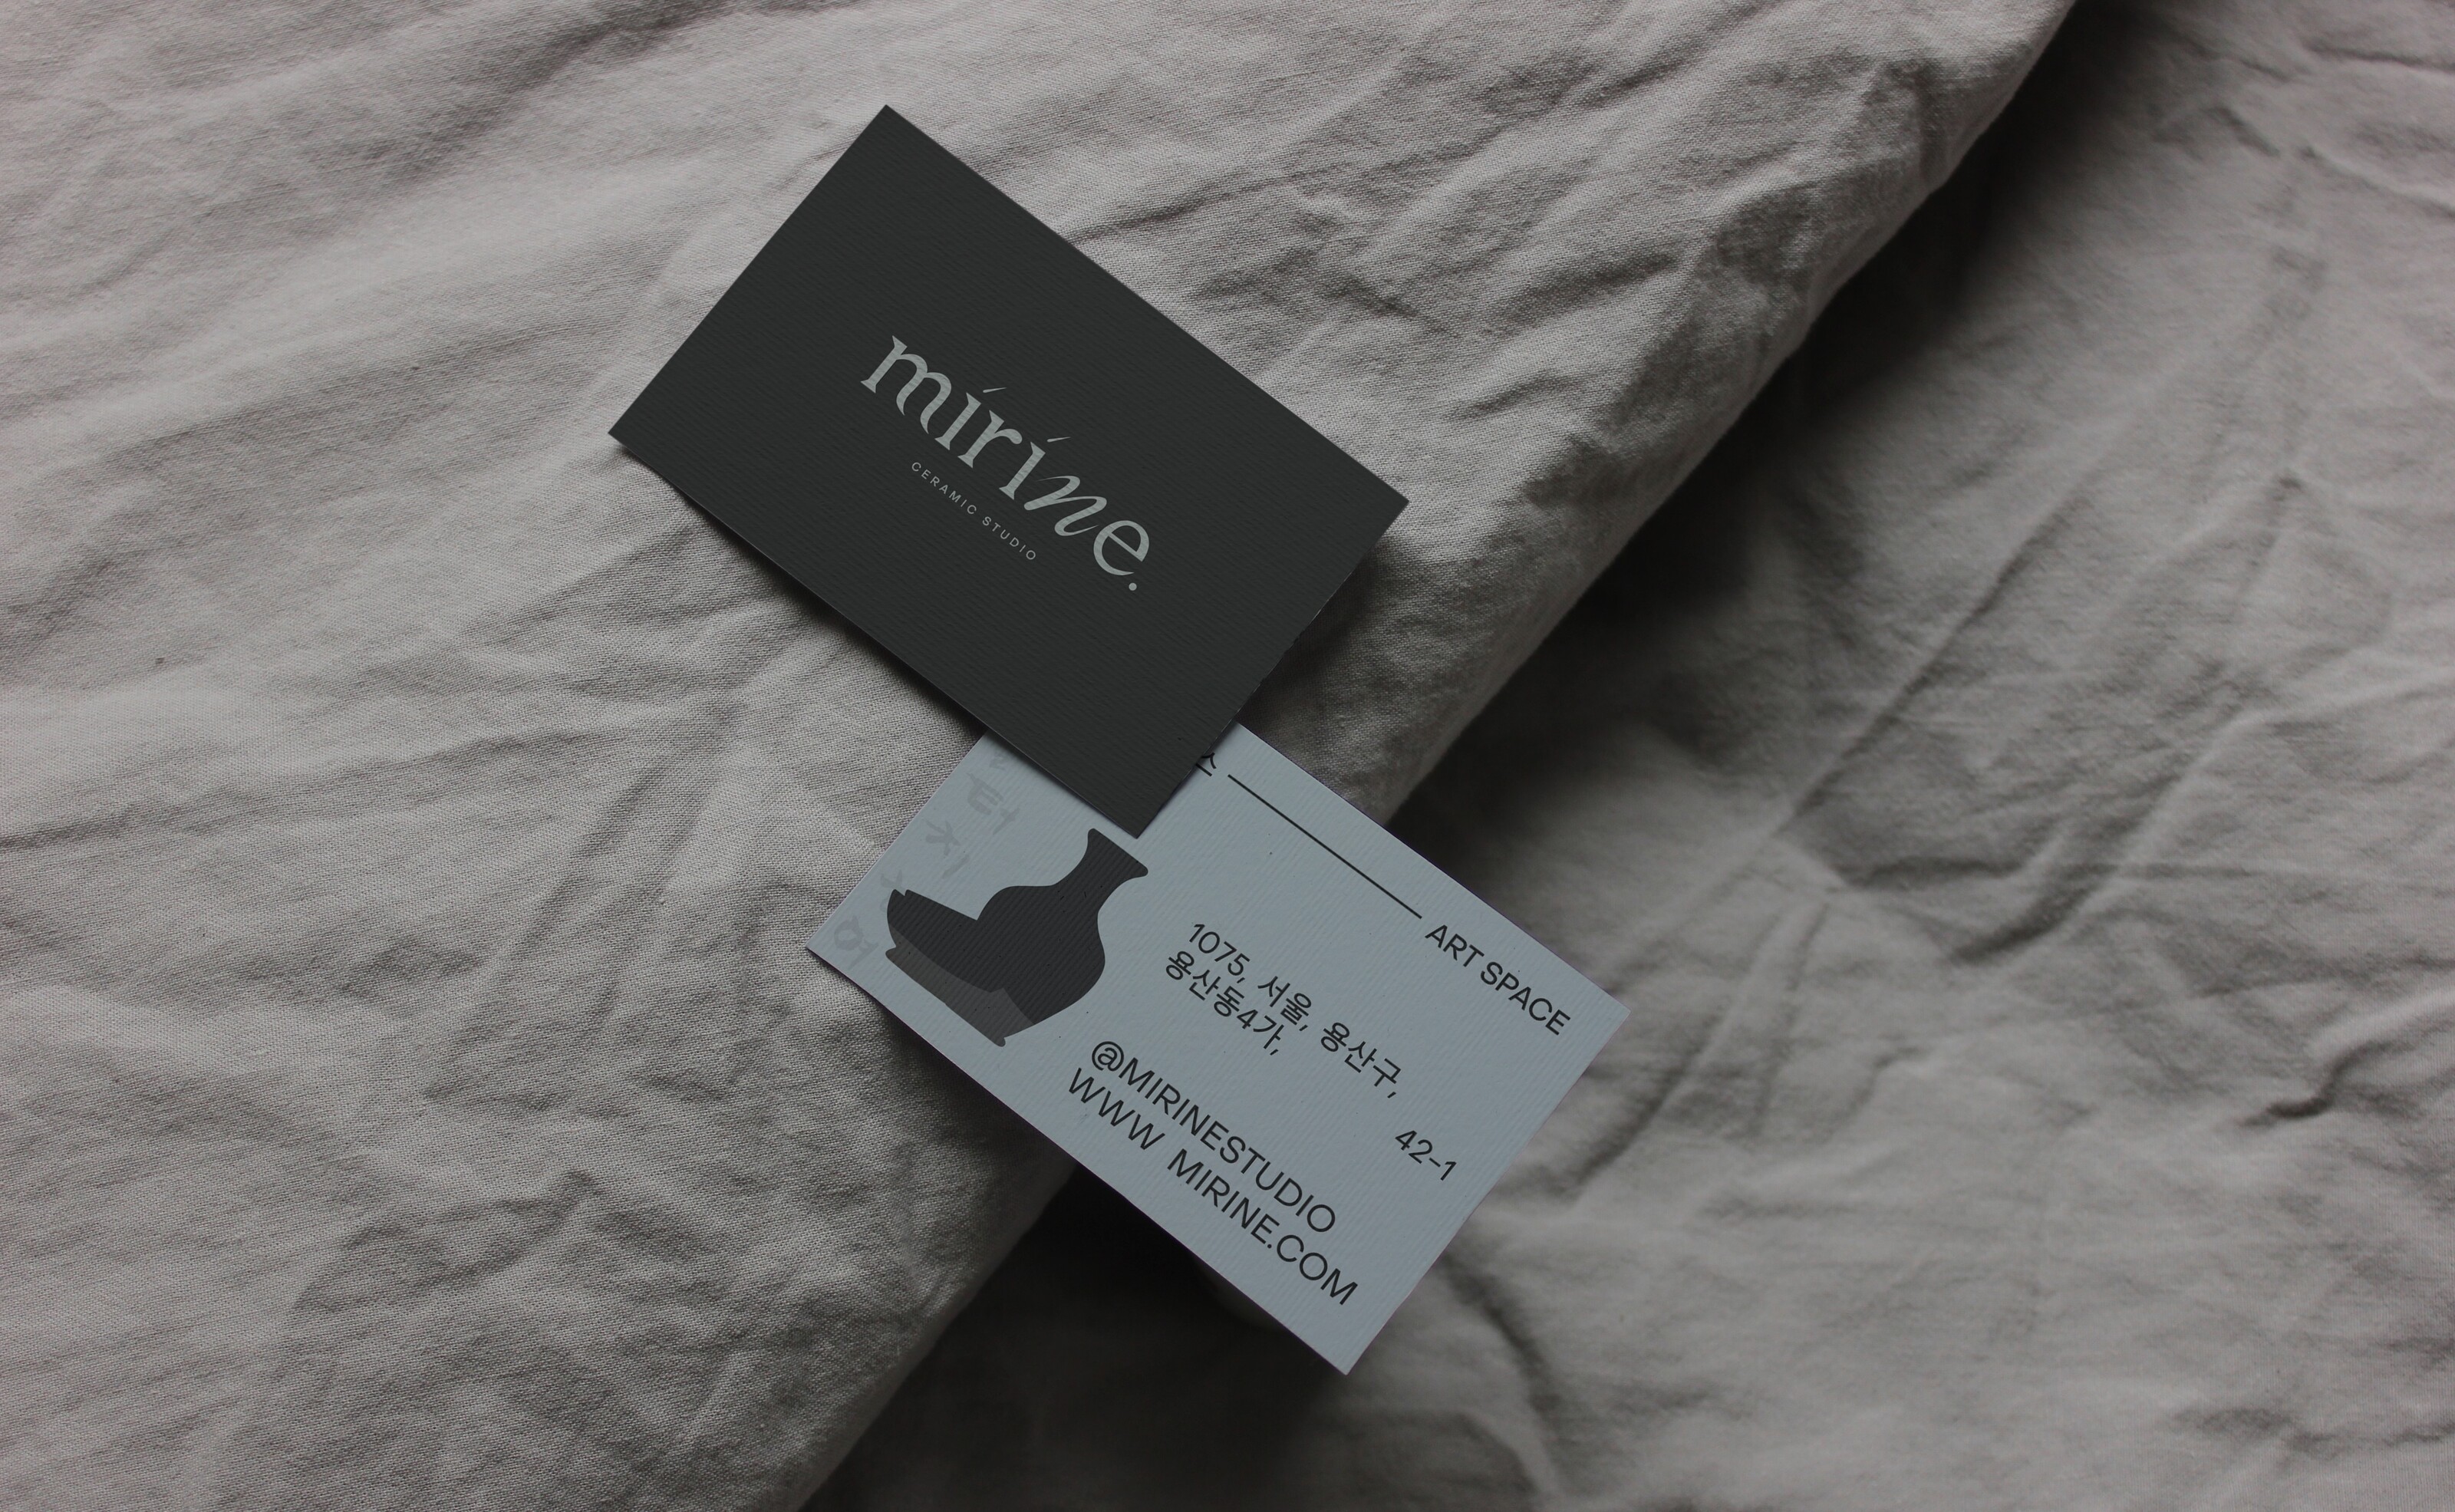 mirine.
CERAMIC STUDIO
ART SPACE
1075, 서울, 용산구,
용산동4가,
42-1
@MIRINESTUDIO
WWW MIRINE.COM